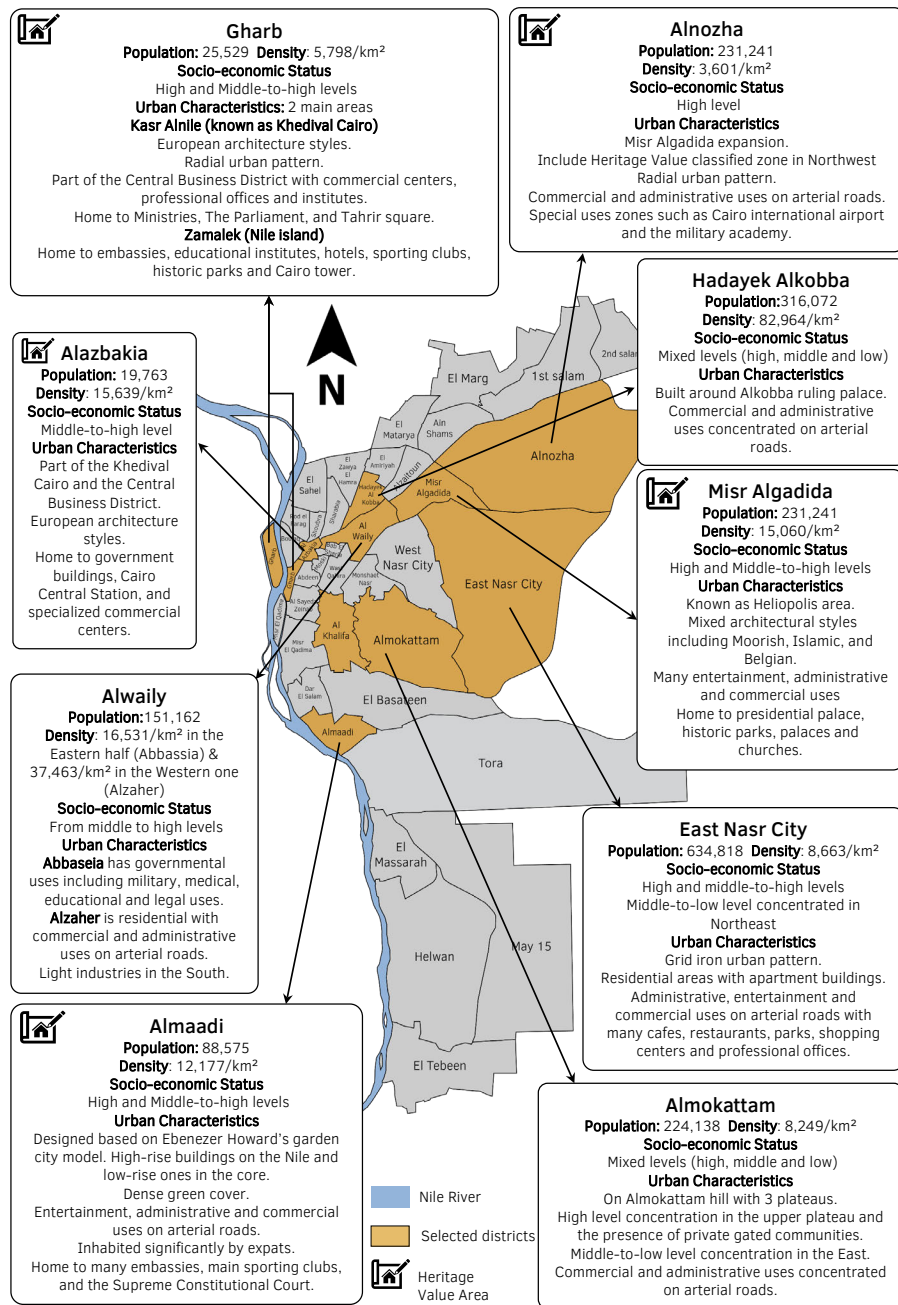 Gharb
Population: 25,529 Density: 5,798/km²
Socio-economic Status
High and Middle-to-high levels
Urban Characteristics: 2 main areas
Kasr Alnile (known as Khedival Cairo)
European architecture styles.
Radial urban pattern.
Part of the Central Business District with commercial centers,
professional offices and institutes.
Home to Ministries, The Parliament, and Tahrir square.
Zamalek (Nile island)
Home to embassies, educational institutes, hotels, sporting clubs,
historic parks and Cairo tower.
Alnozha
Population: 231,241
Density: 3,601/km²
Socio-economic Status
High level
Urban Characteristics
Misr Algadida expansion.
Include Heritage Value classified zone in Northwest
Radial urban pattern.
Commercial and administrative uses on arterial roads.
Special uses zones such as Cairo international airport
and the military academy.
Hadayek Alkobba
Population:316,072
Density: 82,964/km²
Socio-economic Status
Mixed levels (high, middle and low)
Urban Characteristics
Built around Alkobba ruling palace.
Commercial and administrative
uses concentrated on arterial
roads.
Alazbakia
Population: 19,763
Density: 15,639/km²
Socio-economic Status
Middle-to-high level
Urban Characteristics
Part of the Khedival
Cairo and the Central
Business District.
European architecture
styles.
Home to government
buildings, Cairo
Central Station, and
specialized commercial
centers.
Misr Algadida
Population: 231,241
Density: 15,060/km²
Socio-economic Status
High and Middle-to-high levels
Urban Characteristics
Known as Heliopolis area.
Mixed architectural styles
including Moorish, Islamic, and
Belgian.
Many entertainment, administrative
and commercial uses
Home to presidential palace,
historic parks, palaces and
churches.
Alwaily
Population:151,162
Density: 16,531/km² in the
Eastern half (Abbassia) &
37,463/km² in the Western one
(Alzaher)
Socio-economic Status
From middle to high levels
Urban Characteristics
Abbaseia has governmental
uses including military, medical,
educational and legal uses.
Alzaher is residential with
commercial and administrative
uses on arterial roads.
Light industries in the South.
East Nasr City
Population: 634,818 Density: 8,663/km²
Socio-economic Status
High and middle-to-high levels
Middle-to-low level concentrated in
Northeast
Urban Characteristics
Grid iron urban pattern.
Residential areas with apartment buildings.
Administrative, entertainment and
commercial uses on arterial roads with
many cafes, restaurants, parks, shopping
centers and professional offices.
Almaadi
Population: 88,575
Density: 12,177/km²
Socio-economic Status
High and Middle-to-high levels
Urban Characteristics
Designed based on Ebenezer Howard's garden
city model. High-rise buildings on the Nile and
low-rise ones in the core.
Dense green cover.
Entertainment, administrative and commercial
uses on arterial roads.
Inhabited significantly by expats.
Home to many embassies, main sporting clubs,
and the Supreme Constitutional Court.
Almokattam
Population: 224,138 Density: 8,249/km²
Socio-economic Status
Mixed levels (high, middle and low)
Urban Characteristics
On Almokattam hill with 3 plateaus.
High level concentration in the upper plateau and
the presence of private gated communities.
Middle-to-low level concentration in the East.
Commercial and administrative uses concentrated
on arterial roads.
N
El Marg
1st salam
2nd salam
El
Matarya
Ain
Shams
El
Zawya
El
Hamra
El
Amiriyah
Alzaitoun
El
Sahel
Sharabia
Shoubra
Hadayek
Al
Kobba
Misr
Algadida
Alnozha
Al
Waily
West
Nasr City
East Nasr City
Gharb
Gharb
Abdeen
Monshaet
Nasr
Al Sayeda
Zeinab
Misr El Qadima
Misr
El Qadima
Al
Khalifa
Almokattam
Dar
El Salam
El Basateen
Almaadi
Tora
El
Massarah
Helwan
May 15
El Tebeen
Nile River
Selected districts
Heritage
Value Area